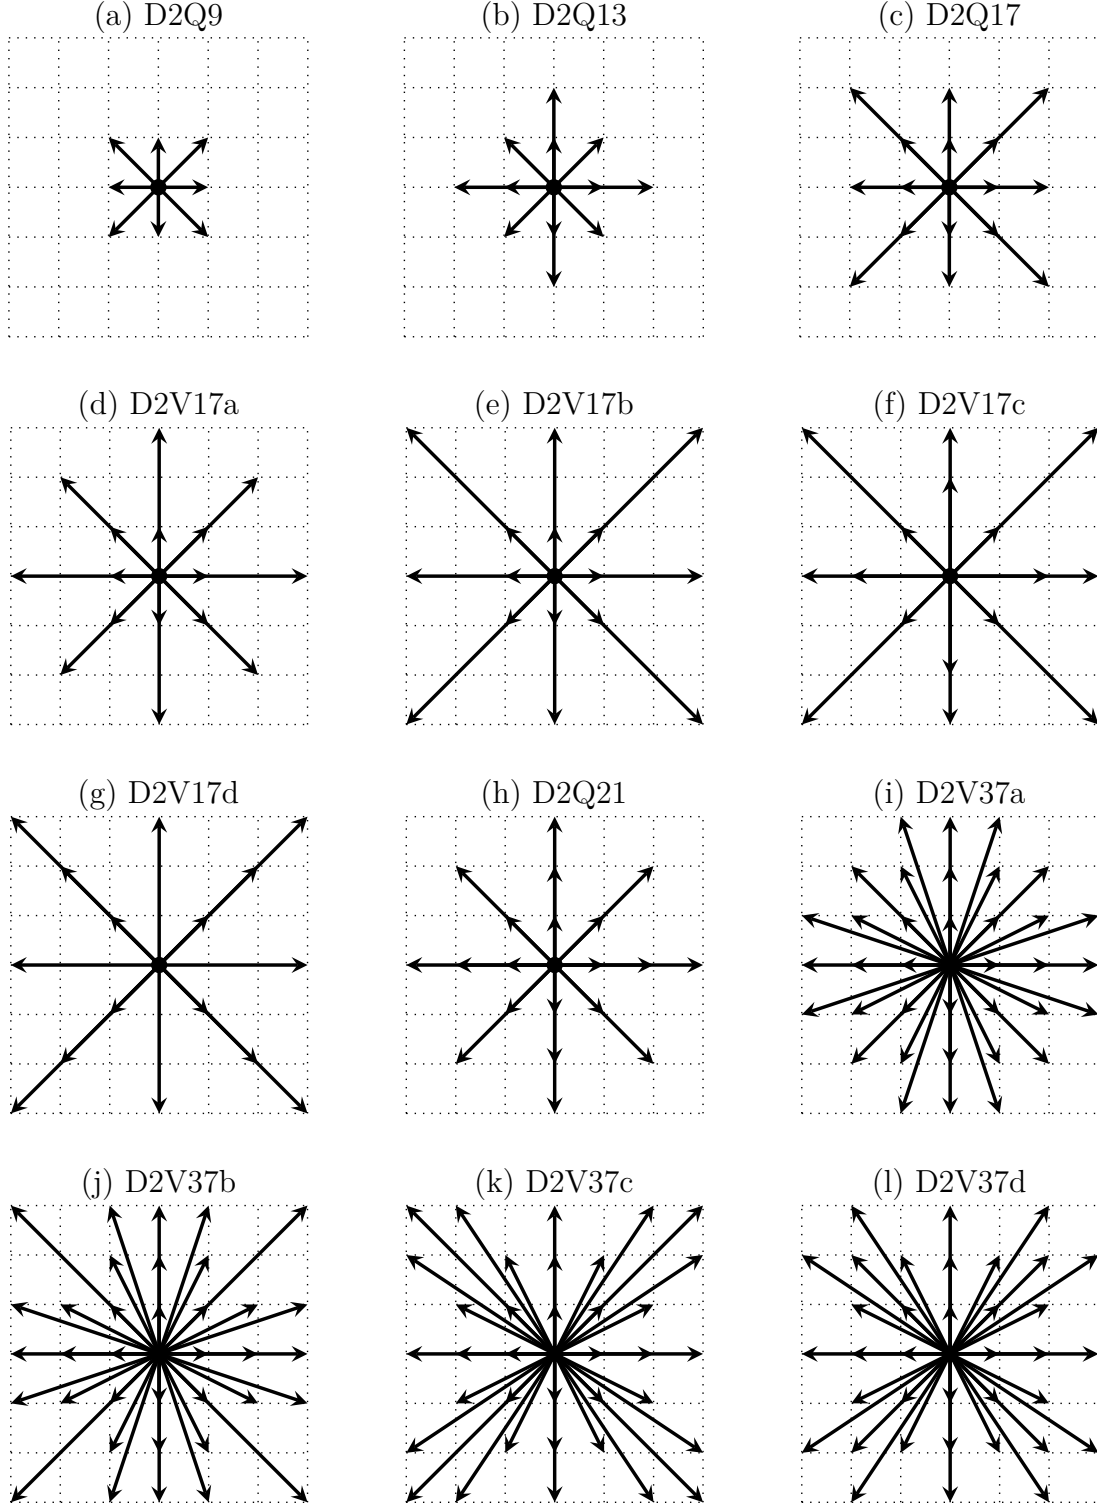 (a) D2Q9
(b) D2Q13
(c) D2Q17
(d) D2V17a
(e) D2V17b
(f) D2V17c
(g) D2V17d
(h) D2Q21
(i) D2V37a
(j) D2V37b
(k) D2V37c
(l) D2V37d